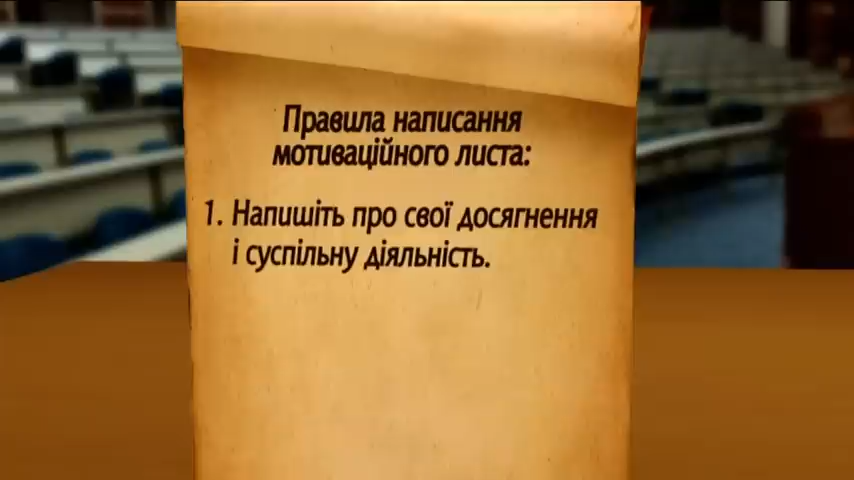 Правила написання
мотиваційного листа:
1. Напишіть про свої досягнення
і суспільну діяльність.